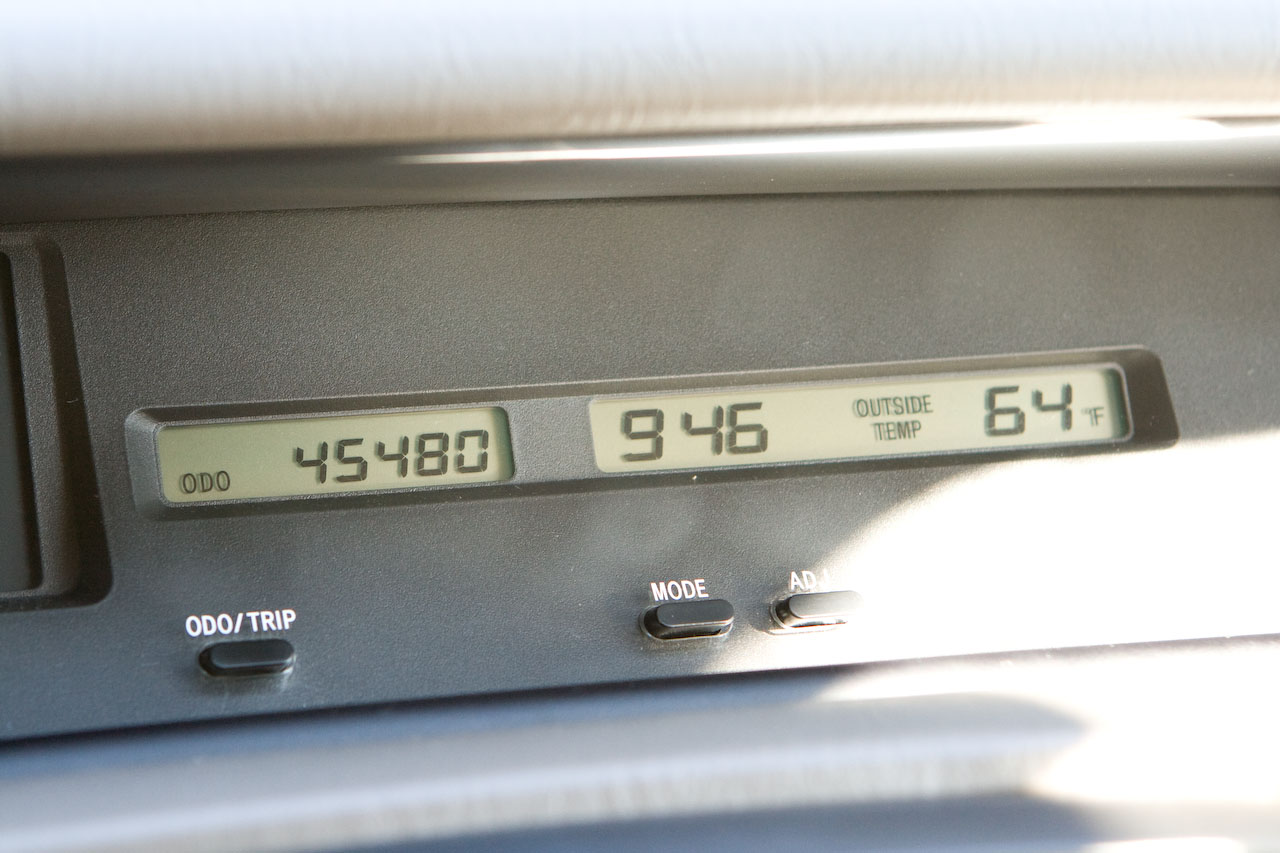 ODO 45480
946 OUTSIDE TEMP 64 °F
ODO/TRIP
MODE